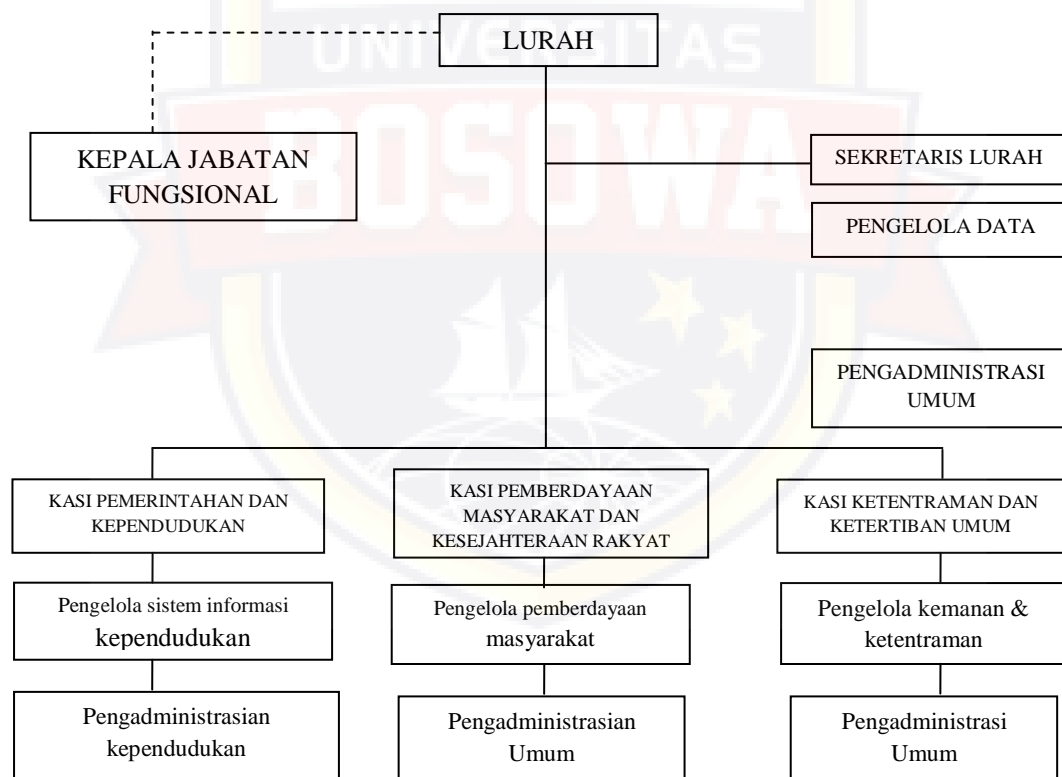 UNIVERSITAS
BOSOWA
LURAH
KEPALA JABATAN
FUNGSIONAL
SEKRETARIS LURAH
PENGELOLA DATA
PENGADMINISTRASI
UMUM
KASI PEMERINTAHAN DAN
KEPENDUDUKAN
KASI PEMBERDAYAAN
MASYARAKAT DAN
KESEJAHTERAAN RAKYAT
KASI KETENTRAMAN DAN
KETERTIBAN UMUM
Pengelola sistem informasi
kependudukan
Pengelola pemberdayaan
masyarakat
Pengelola kemanan &
ketentraman
Pengadministrasian
kependudukan
Pengadministrasian
Umum
Pengadministrasi
Umum